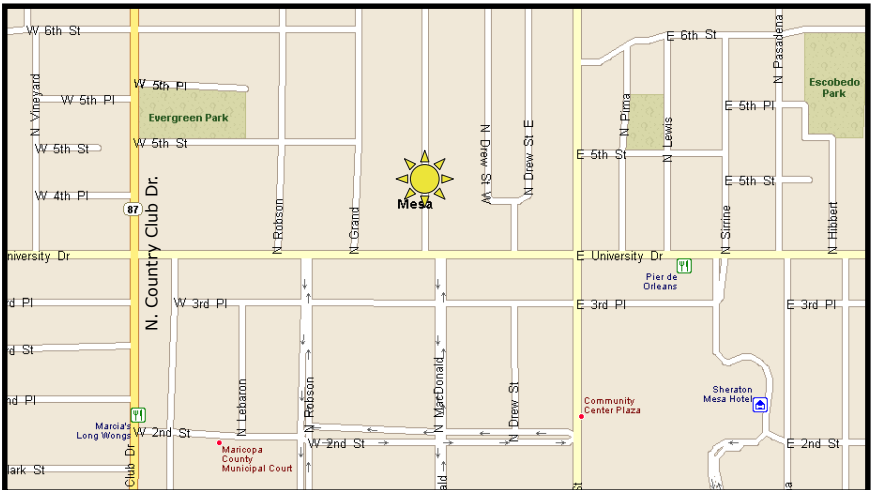 W 6th St
E 6th St
N Pasadena
N Vineyard
W 5th Pl
W 5th Pl
Evergreen Park
Escobedo
Park
E 5th Pl
N Pima
N Lewis
N Drew St W
N Drew St E
W 5th St
W 5th St
E 5th St
E 5th St
W 4th Pl
Mesa
87
N. Country Club Dr.
N Robson
N Grand
N Sirrine
N Hibbert
niversity Dr
E University Dr
Pier de
Orleans
d Pl
W 3rd Pl
E 3rd Pl
E 3rd Pl
d St
N Lebaron
N Robson
N MacDonald
N Drew St
Sheraton
Mesa Hotel
nd Pl
Community
Center Plaza
Marcia's
Long Wongs
W 2nd St
W 2nd St
E 2nd St
Maricopa
County
Municipal Court
lark St
Club Dr
ald
St
a